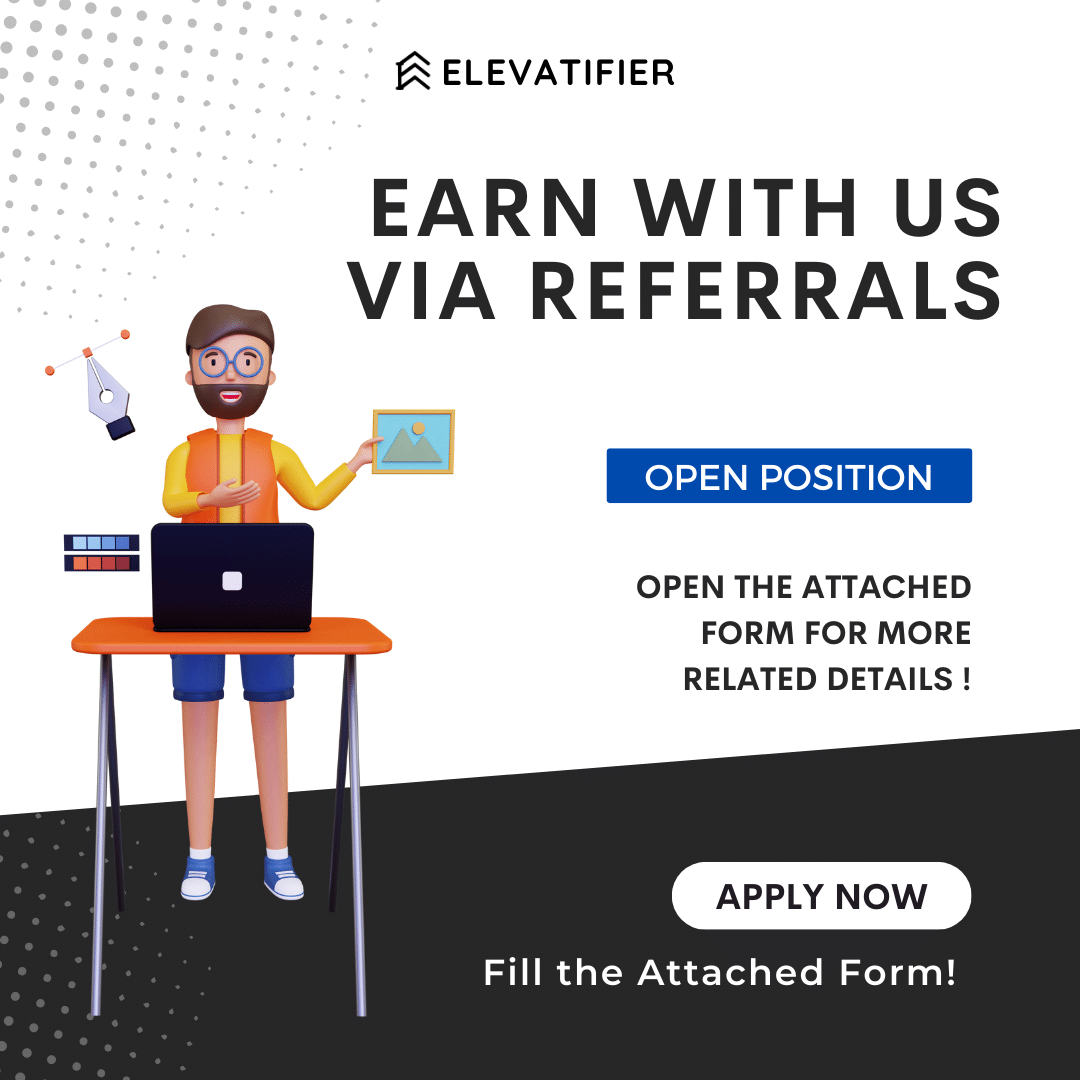 ELEVATIFIER
EARN WITH US
VIA REFERRALS
OPEN POSITION
OPEN THE ATTACHED
FORM FOR MORE
RELATED DETAILS !
APPLY NOW
Fill the Attached Form!